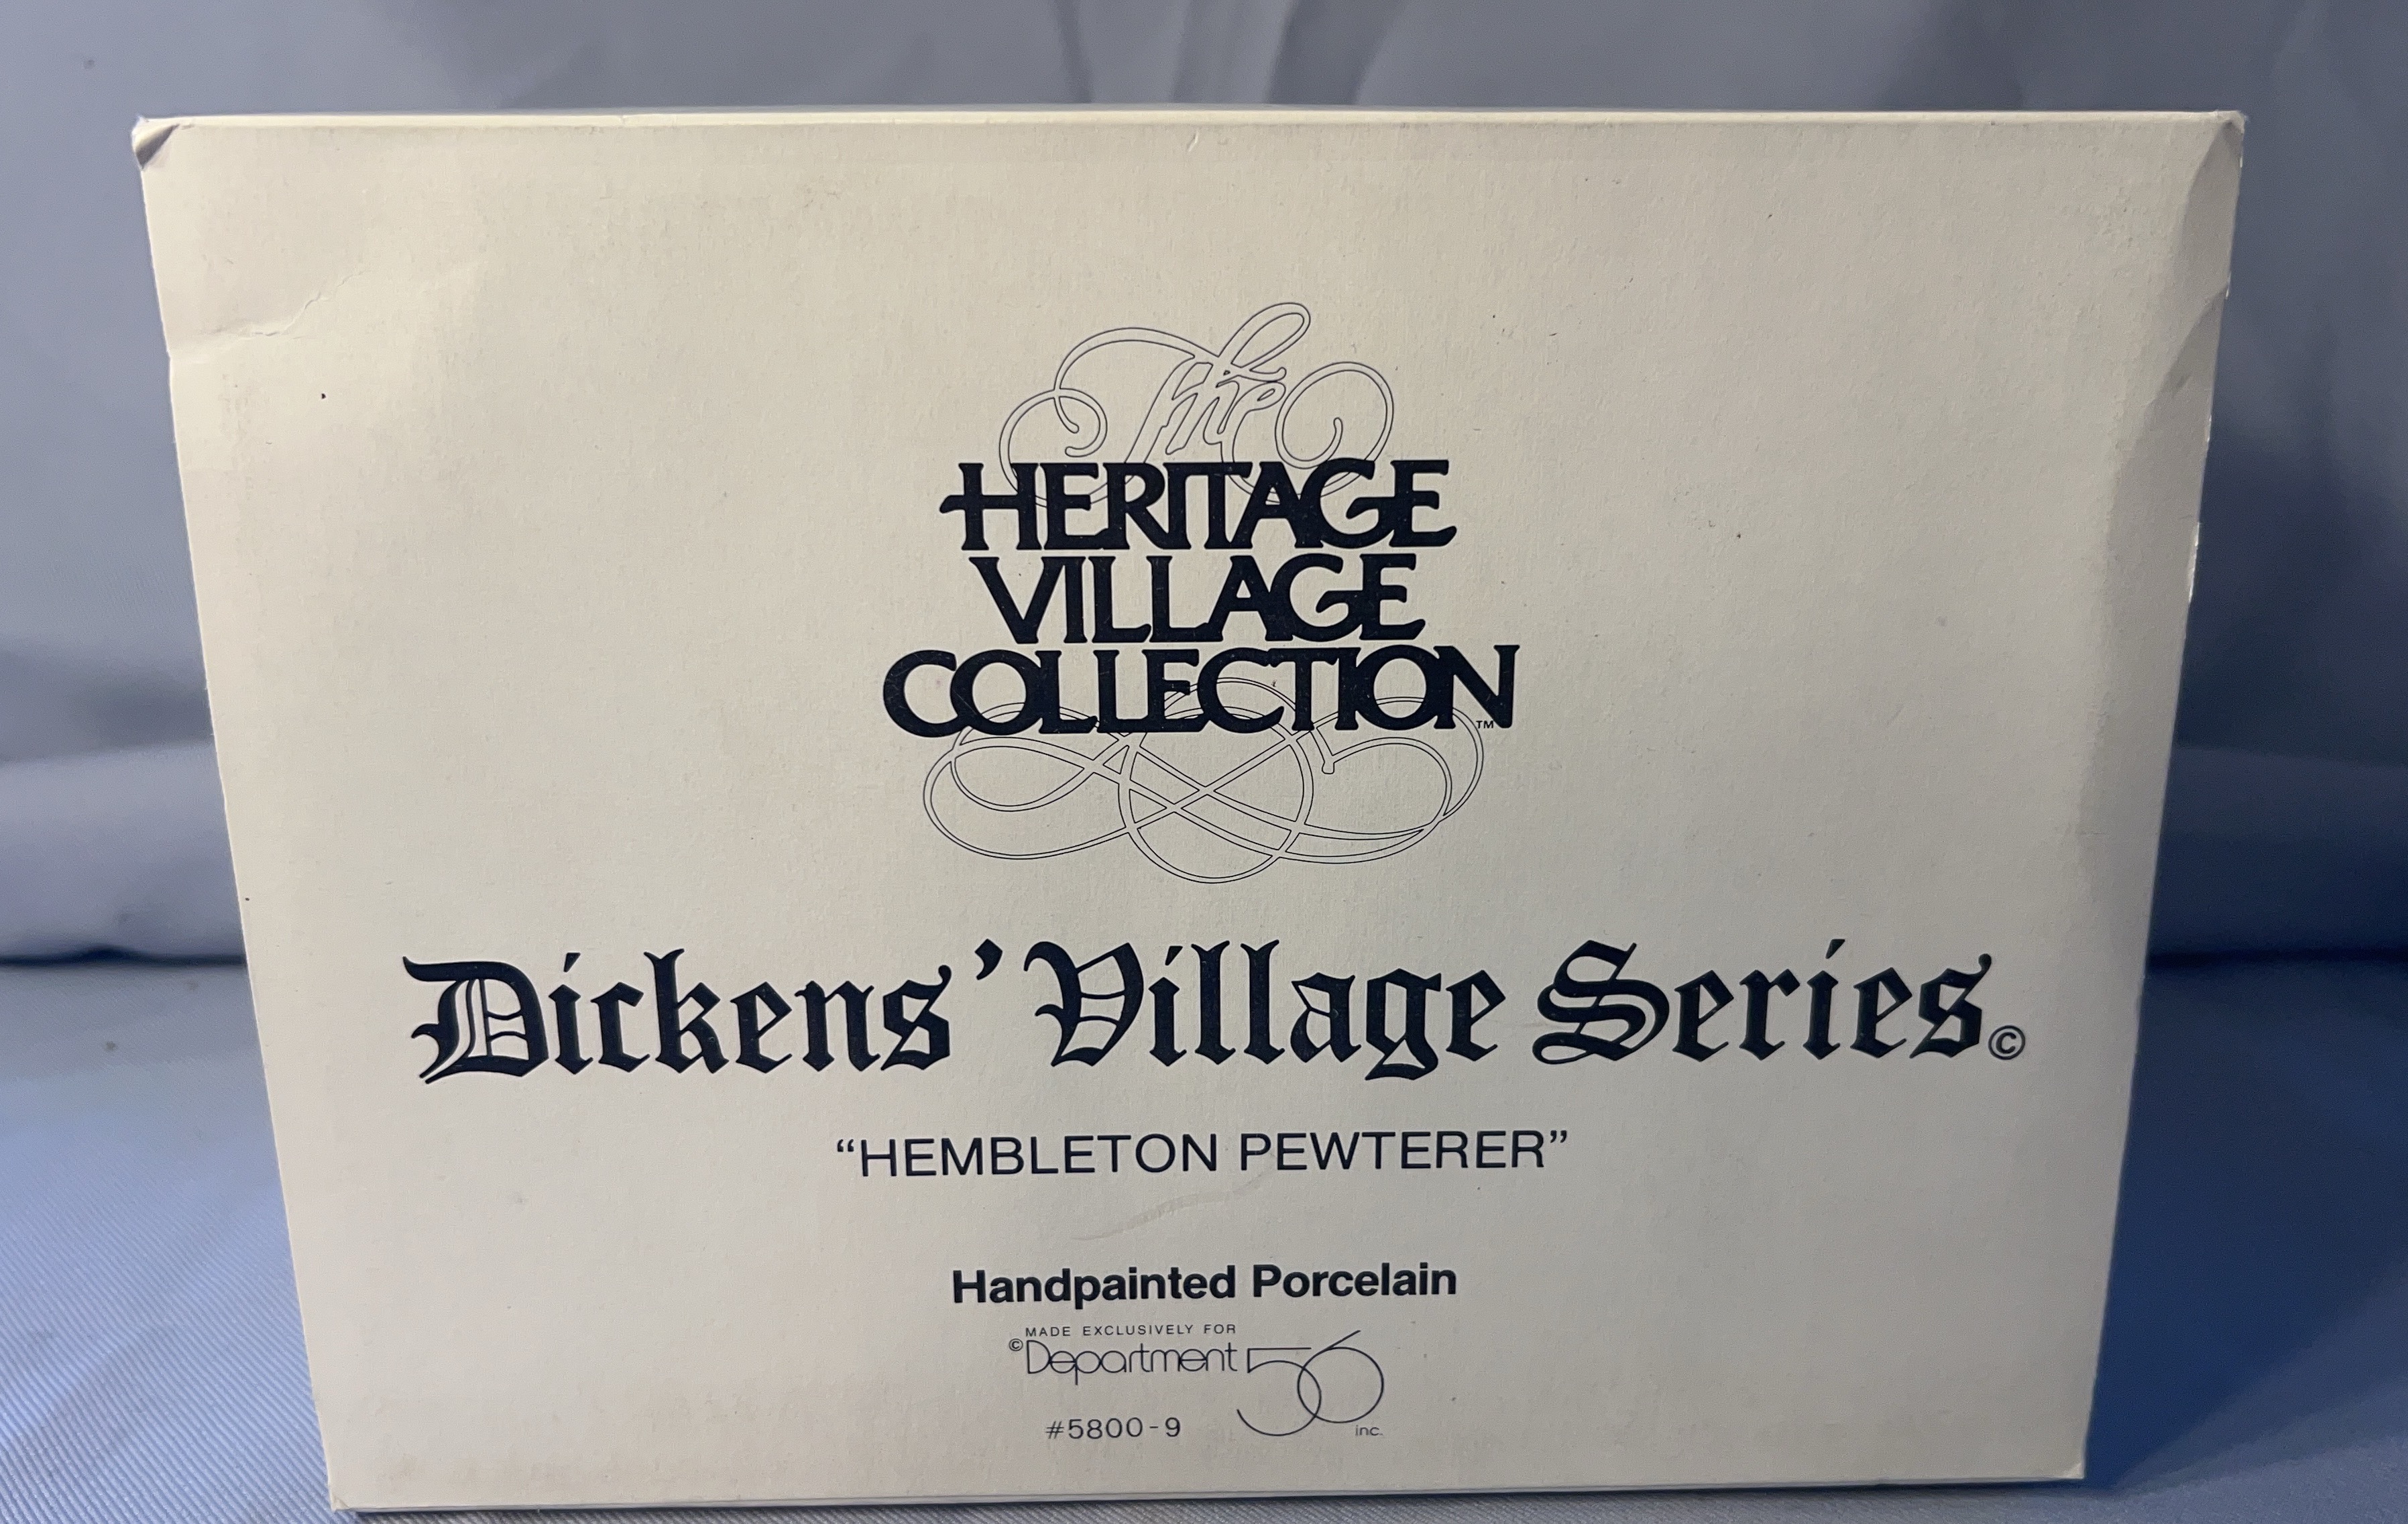 The
HERITAGE
VILLAGE
COLLECTION™
Dickens' Village Series©
“HEMBLETON PEWTERER”
Handpainted Porcelain
MADE EXCLUSIVELY FOR
©Department 56 inc.
#5800-9